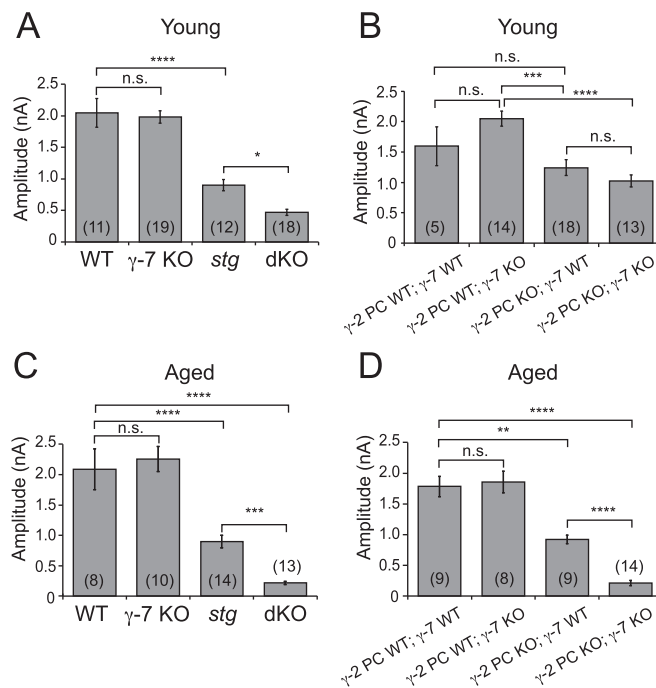 A
Young
****
n.s.
*
Amplitude (nA)
2.5
2.0
1.5
1.0
0.5
0
(11) (19) (12) (18)
WT γ-7 KO stg dKO
B
Young
n.s.
***
n.s. ****
n.s.
Amplitude (nA)
2.5
2.0
1.5
1.0
0.5
0
(5) (14) (18) (13)
γ-2 PC WT; γ-7 WT
γ-2 PC WT; γ-7 KO
γ-2 PC KO; γ-7 WT
γ-2 PC KO; γ-7 KO
C
Aged
****
****
n.s.
***
Amplitude (nA)
2.5
2.0
1.5
1.0
0.5
0
(8) (10) (14) (13)
WT γ-7 KO stg dKO
D
Aged
****
**
n.s.
****
Amplitude (nA)
2.5
2.0
1.5
1.0
0.5
0
(9) (8) (9) (14)
γ-2 PC WT; γ-7 WT
γ-2 PC WT; γ-7 KO
γ-2 PC KO; γ-7 WT
γ-2 PC KO; γ-7 KO